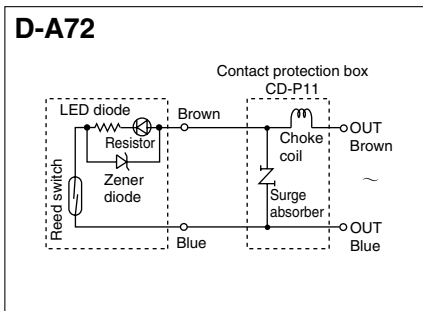 D-A72
Contact protection box
CD-P11
LED diode
Brown
Resistor
Choke
coil
OUT
Brown
~
Zener
diode
Reed switch
Surge
absorber
Blue
OUT
Blue